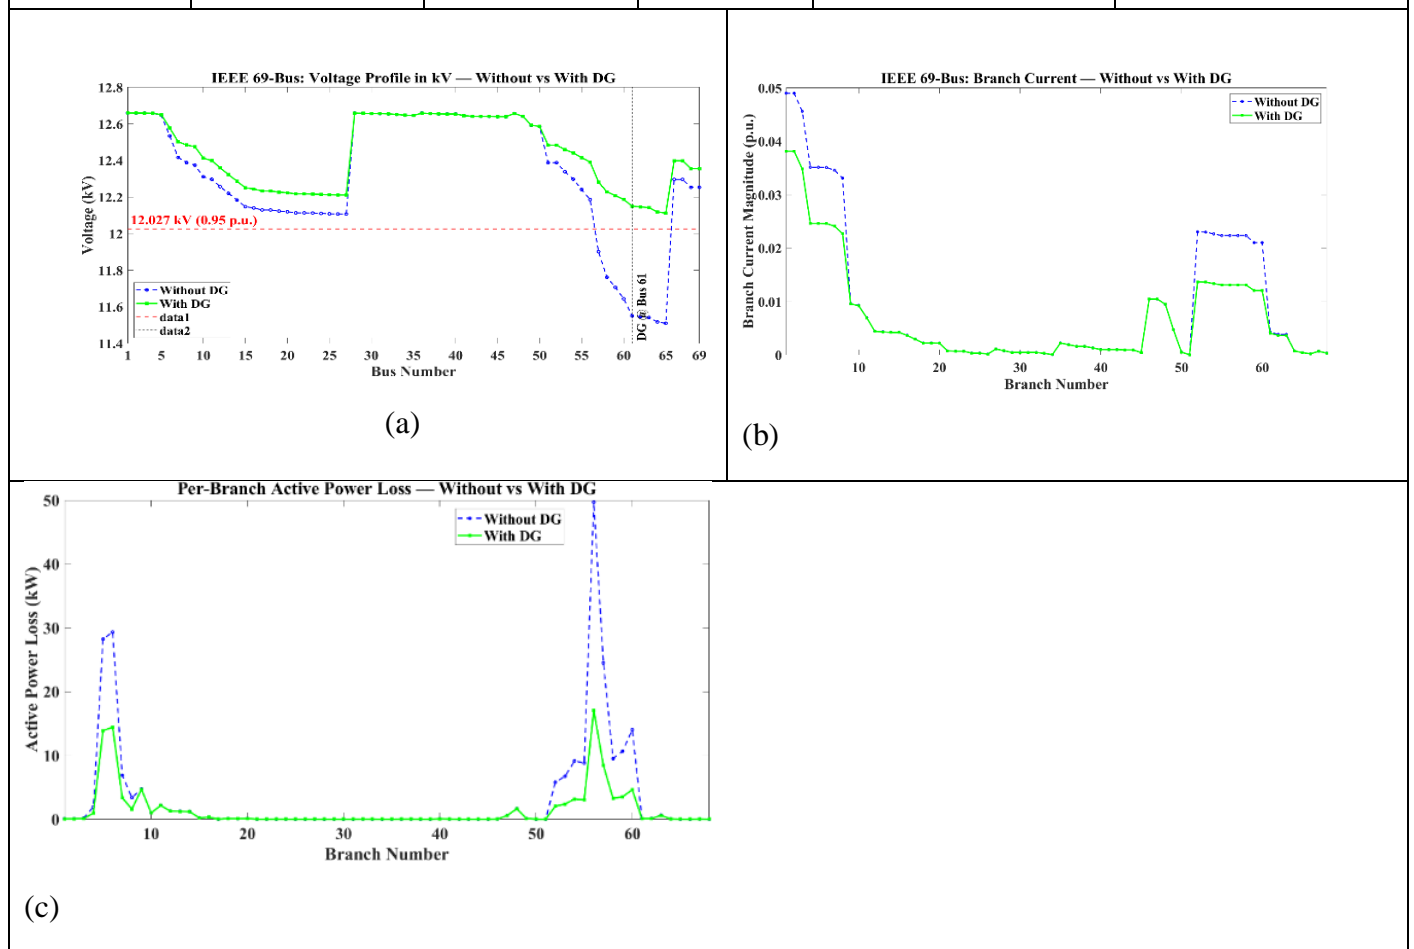 IEEE 69-Bus: Voltage Profile in kV — Without vs With DG
12.8
12.6
12.4
12.2
12
11.8
11.6
11.4
Voltage (kV)
12.027 kV (0.95 p.u.)
Without DG
With DG
data1
data2
DG @ Bus 61
1 5 10 15 20 25 30 35 40 45 50 55 60 65 69
Bus Number
(a)
IEEE 69-Bus: Branch Current — Without vs With DG
0.05
0.04
0.03
0.02
0.01
0
Branch Current Magnitude (p.u.)
Without DG
With DG
10 20 30 40 50 60
Branch Number
(b)
Per-Branch Active Power Loss — Without vs With DG
50
40
30
20
10
0
Active Power Loss (kW)
Without DG
With DG
10 20 30 40 50 60
Branch Number
(c)